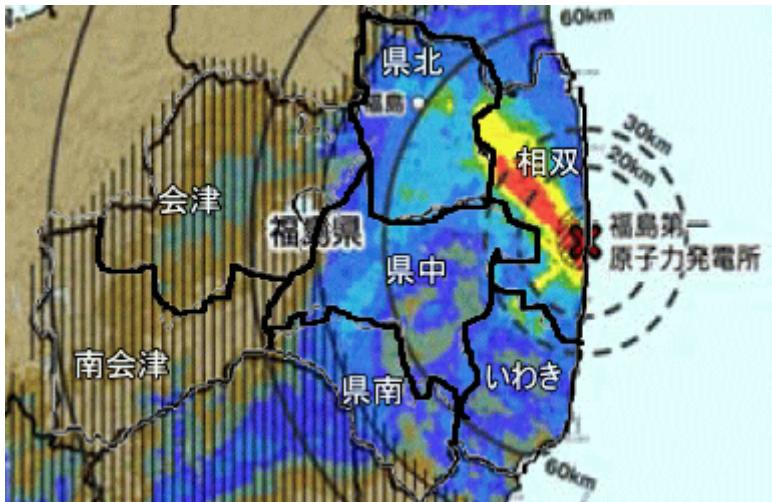 60km
県北
福島
30km
20km
相双
会津
福島県
福島第一
原子力発電所
県中
南会津
県南
いわき
60km